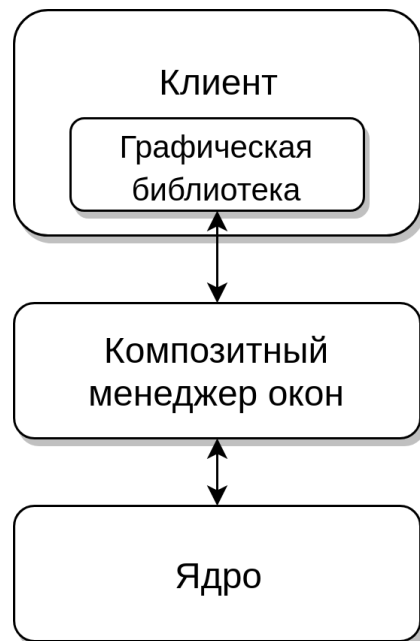 Клиент
Графическая
библиотека
Композитный
менеджер окон
Ядро